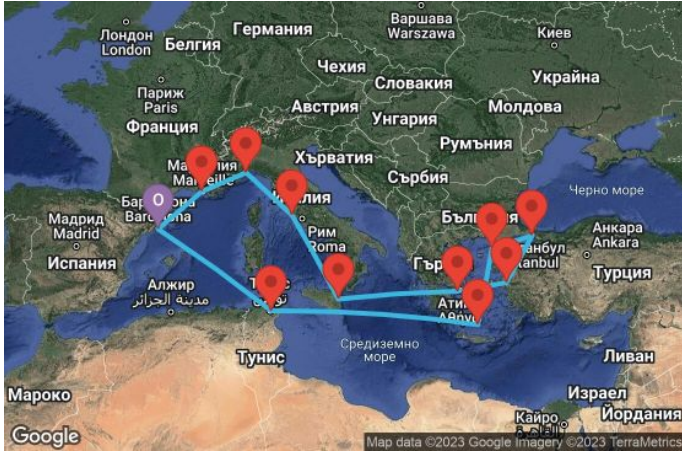 Лондон
London
Германия
Варшава
Warszawa
Киев
Белгия
Чехия
Словакия
Украйна
Париж
Paris
Австрия
Унгария
Молдова
Франция
Румъния
Хърватия
Marseille
Сърбия
Черно море
Barcelona
Мадрид
Madrid
Рим
Roma
Анкара
Ankara
Испания
Турция
Алжир
مدينة الجزائر
Средиземно
море
Тунис
Ливан
Израел
Мароко
Кайро
Йордания
Google
Map data ©2023 Google Imagery ©2023 TerraMetrics